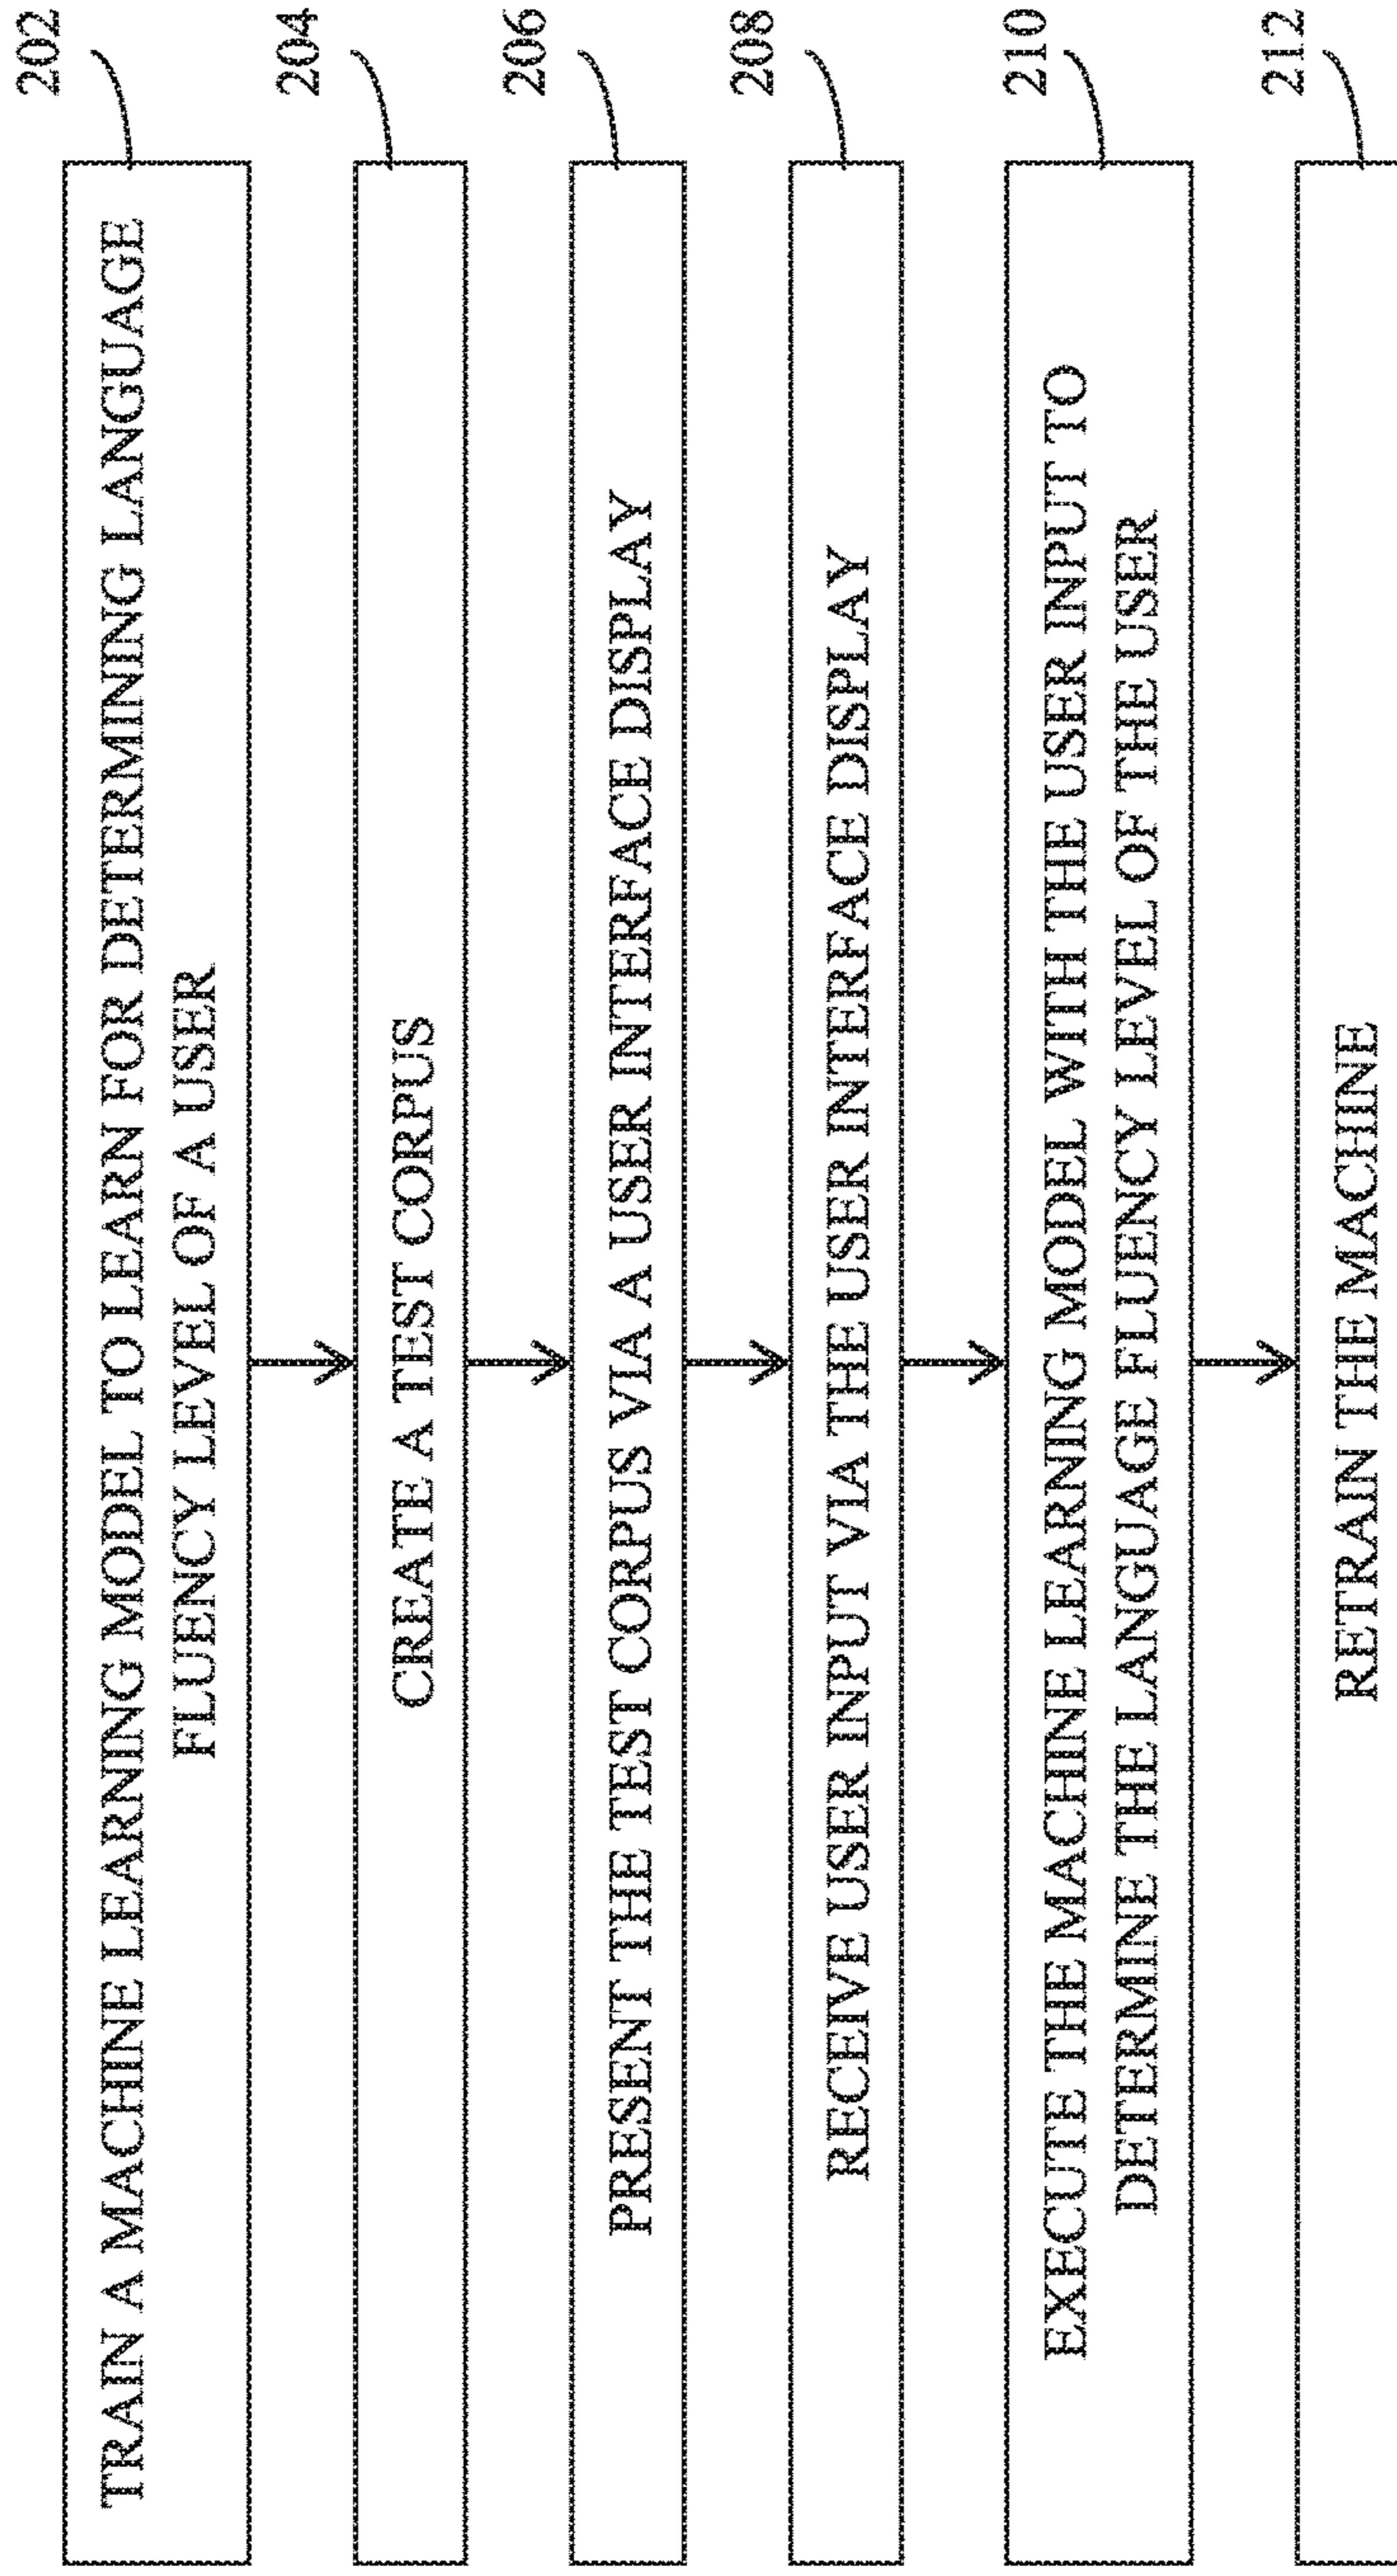 202
TRAIN A MACHINE LEARNING MODEL TO LEARN FOR DETERMINING LANGUAGE
FLUENCY LEVEL OF A USER
204
CREATE A TEST CORPUS
206
PRESENT THE TEST CORPUS VIA A USER INTERFACE DISPLAY
208
RECEIVE USER INPUT VIA THE USER INTERFACE DISPLAY
210
EXECUTE THE MACHINE LEARNING MODEL WITH THE USER INPUT TO
DETERMINE THE LANGUAGE FLUENCY LEVEL OF THE USER
212
RETRAIN THE MACHINE